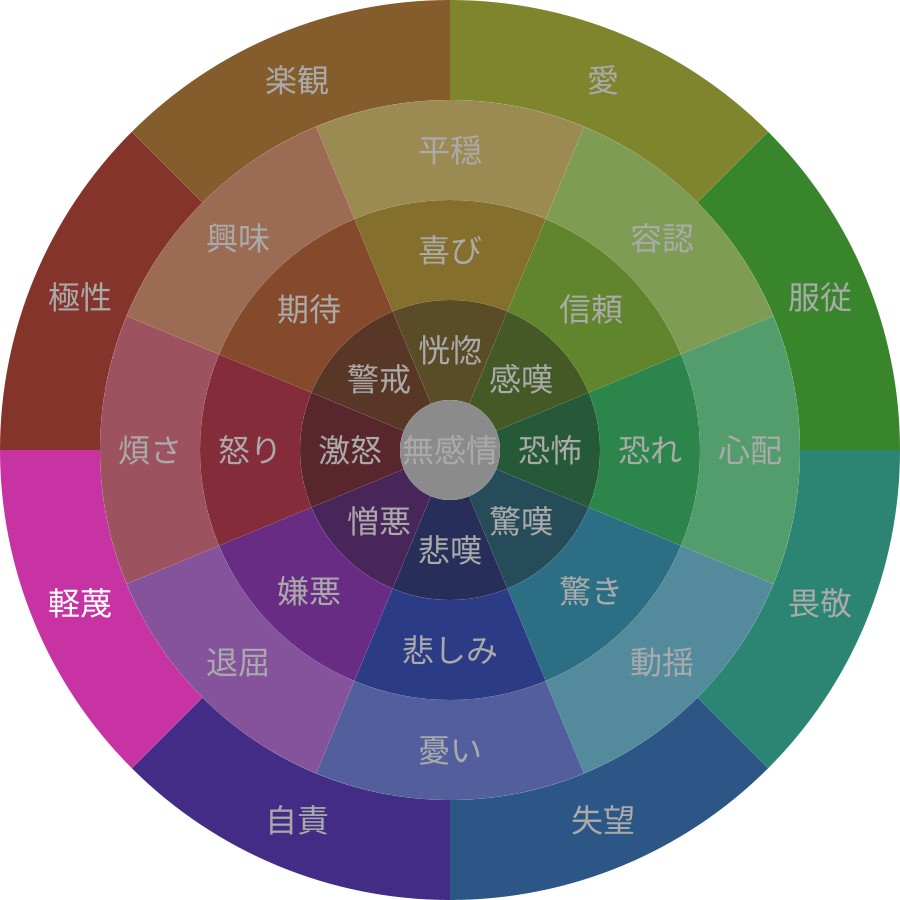 楽観
愛
平穏
興味
容認
喜び
極性
期待
信頼
服従
恍惚
警戒
感嘆
煩さ
怒り
激怒
無感情
恐怖
恐れ
心配
憎悪
驚嘆
悲嘆
軽蔑
嫌悪
驚き
畏敬
悲しみ
退屈
動揺
憂い
自責
失望